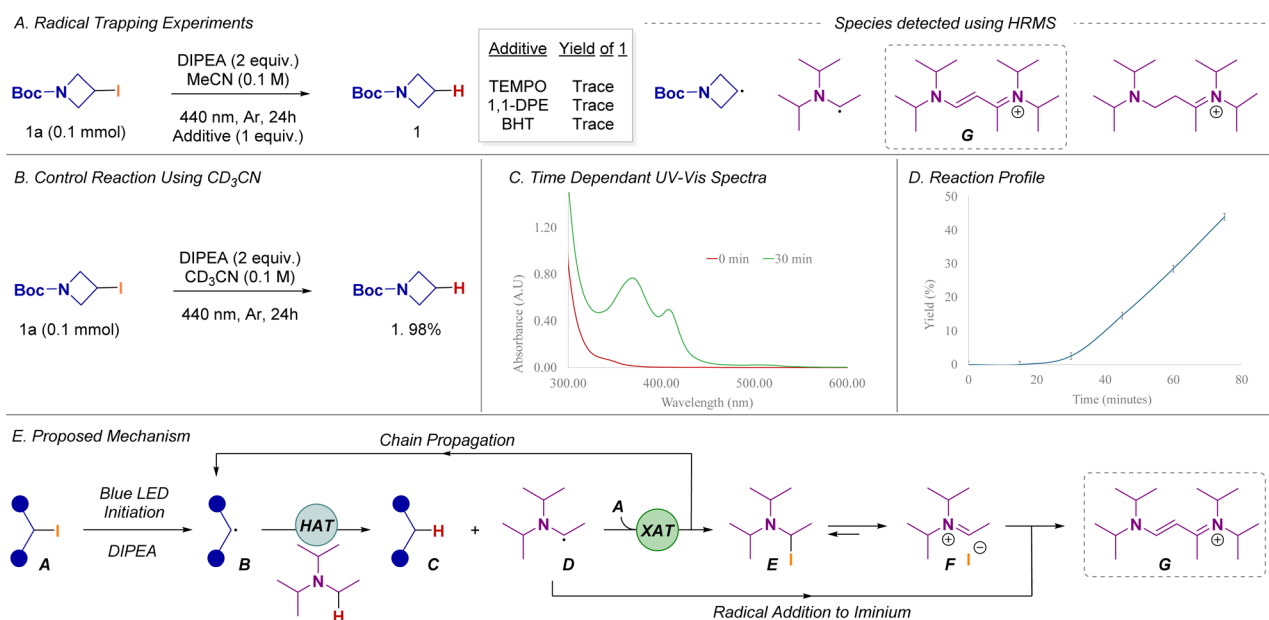 A. Radical Trapping Experiments
DIPEA (2 equiv.)
MeCN (0.1 M)
Boc
N
I
440 nm, Ar, 24h
Additive (1 equiv.)
1a (0.1 mmol)
Boc
N
H
1
Additive Yield of 1
TEMPO Trace
1,1-DPE Trace
BHT Trace
Species detected using HRMS
Boc
N
N
N
N
G
N
N
B. Control Reaction Using CD3CN
DIPEA (2 equiv.)
CD3CN (0.1 M)
Boc
N
I
440 nm, Ar, 24h
1a (0.1 mmol)
Boc
N
H
1. 98%
C. Time Dependant UV-Vis Spectra
1.20
0.80
0.40
0.00
Absorbance (A.U)
0 min
30 min
300.00 400.00 500.00 600.00
Wavelength (nm)
D. Reaction Profile
50
40
30
20
10
0
Yield (%)
0 20 40 60 80
Time (minutes)
E. Proposed Mechanism
Chain Propagation
I
A
Blue LED
Initiation
DIPEA
B
HAT
N
H
H
C
+
N
D
A
XAT
N
I
E
N
F
I
N
N
G
Radical Addition to Iminium